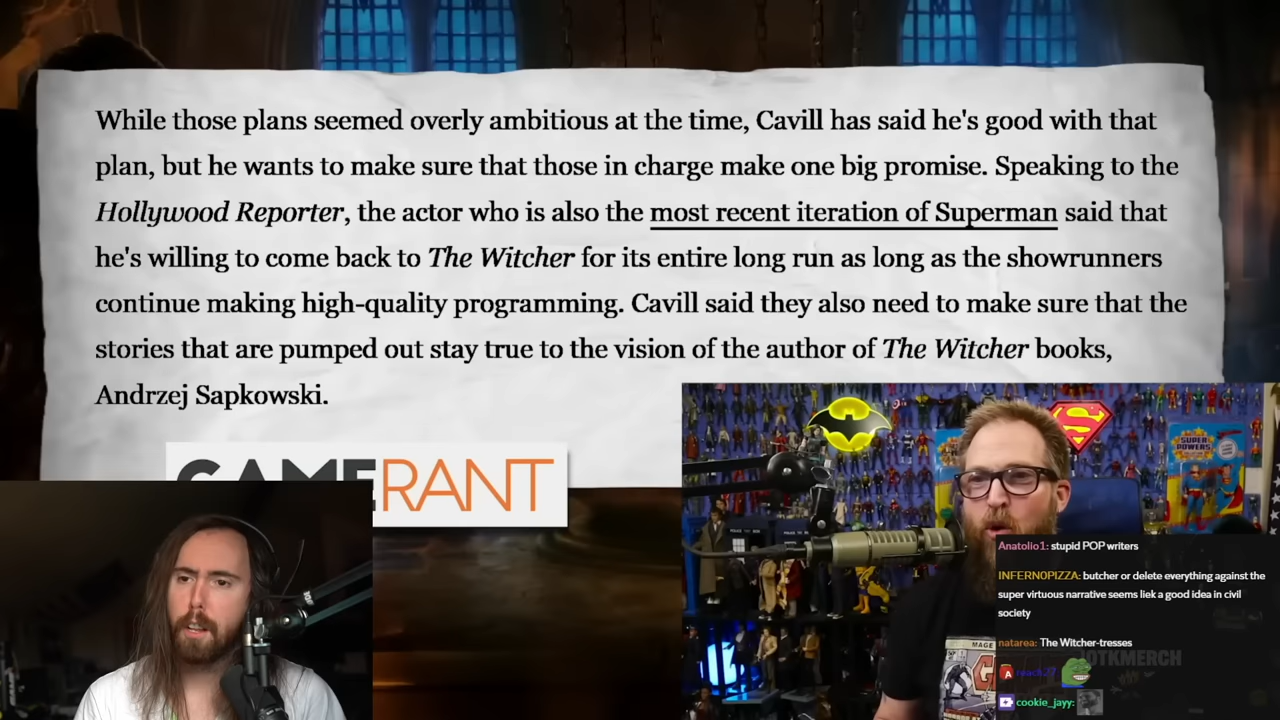 While those plans seemed overly ambitious at the time, Cavill has said he's good with that
plan, but he wants to make sure that those in charge make one big promise. Speaking to the
Hollywood Reporter, the actor who is also the most recent iteration of Superman said that
he's willing to come back to The Witcher for its entire long run as long as the showrunners
continue making high-quality programming. Cavill said they also need to make sure that the
stories that are pumped out stay true to the vision of the author of The Witcher books,
Andrzej Sapkowski.
GAMERANT
SUPER POWERS
MAGE
Anatolio1: stupid POP writers
INFERN0PIZZA: butcher or delete everything against the
super virtuous narrative seems liek a good idea in civil
society
natarea: The Witcher-tresses
reach27
cookie_jayy: